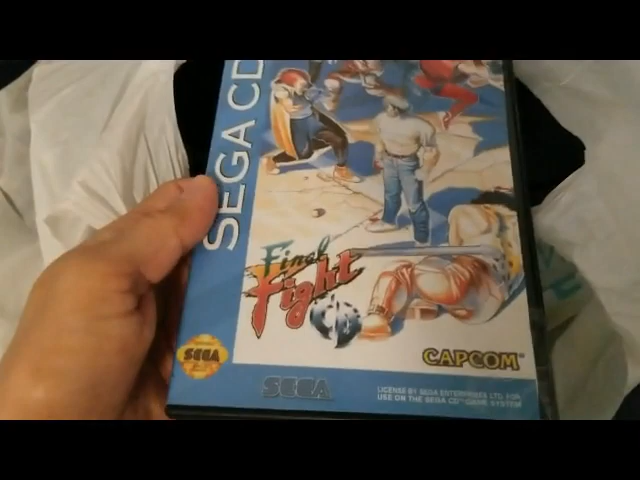 SEGA CD
Final
Fight
CD
SEGA
CAPCOM
SEGA
LICENSE BY SEGA ENTERPRISES LTD. FOR
USE ON THE SEGA CD™ GAME SYSTEM